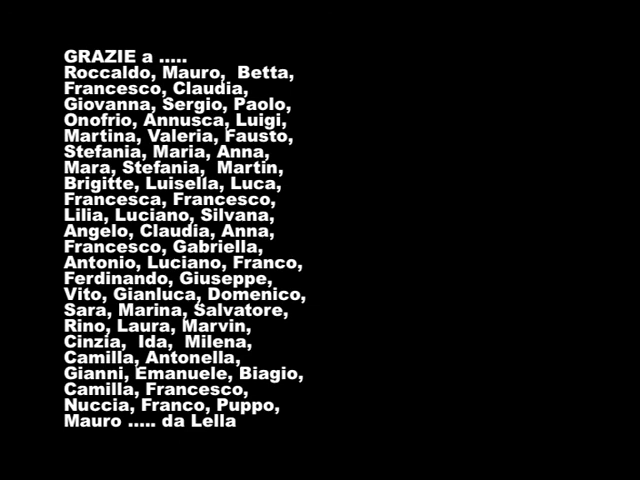 GRAZIE a .....
Roccaldo, Mauro,  Betta,
Francesco, Claudia,
Giovanna, Sergio, Paolo,
Onofrio, Annusca, Luigi,
Martina, Valeria, Fausto,
Stefania, Maria, Anna,
Mara, Stefania,  Martin,
Brigitte, Luisella, Luca,
Francesca, Francesco,
Lilia, Luciano, Silvana,
Angelo, Claudia, Anna,
Francesco, Gabriella,
Antonio, Luciano, Franco,
Ferdinando, Giuseppe,
Vito, Gianluca, Domenico,
Sara, Marina, Salvatore,
Rino, Laura, Marvin,
Cinzia,  Ida,  Milena,
Camilla, Antonella,
Gianni, Emanuele, Biagio,
Camilla, Francesco,
Nuccia, Franco, Puppo,
Mauro ..... da Lella